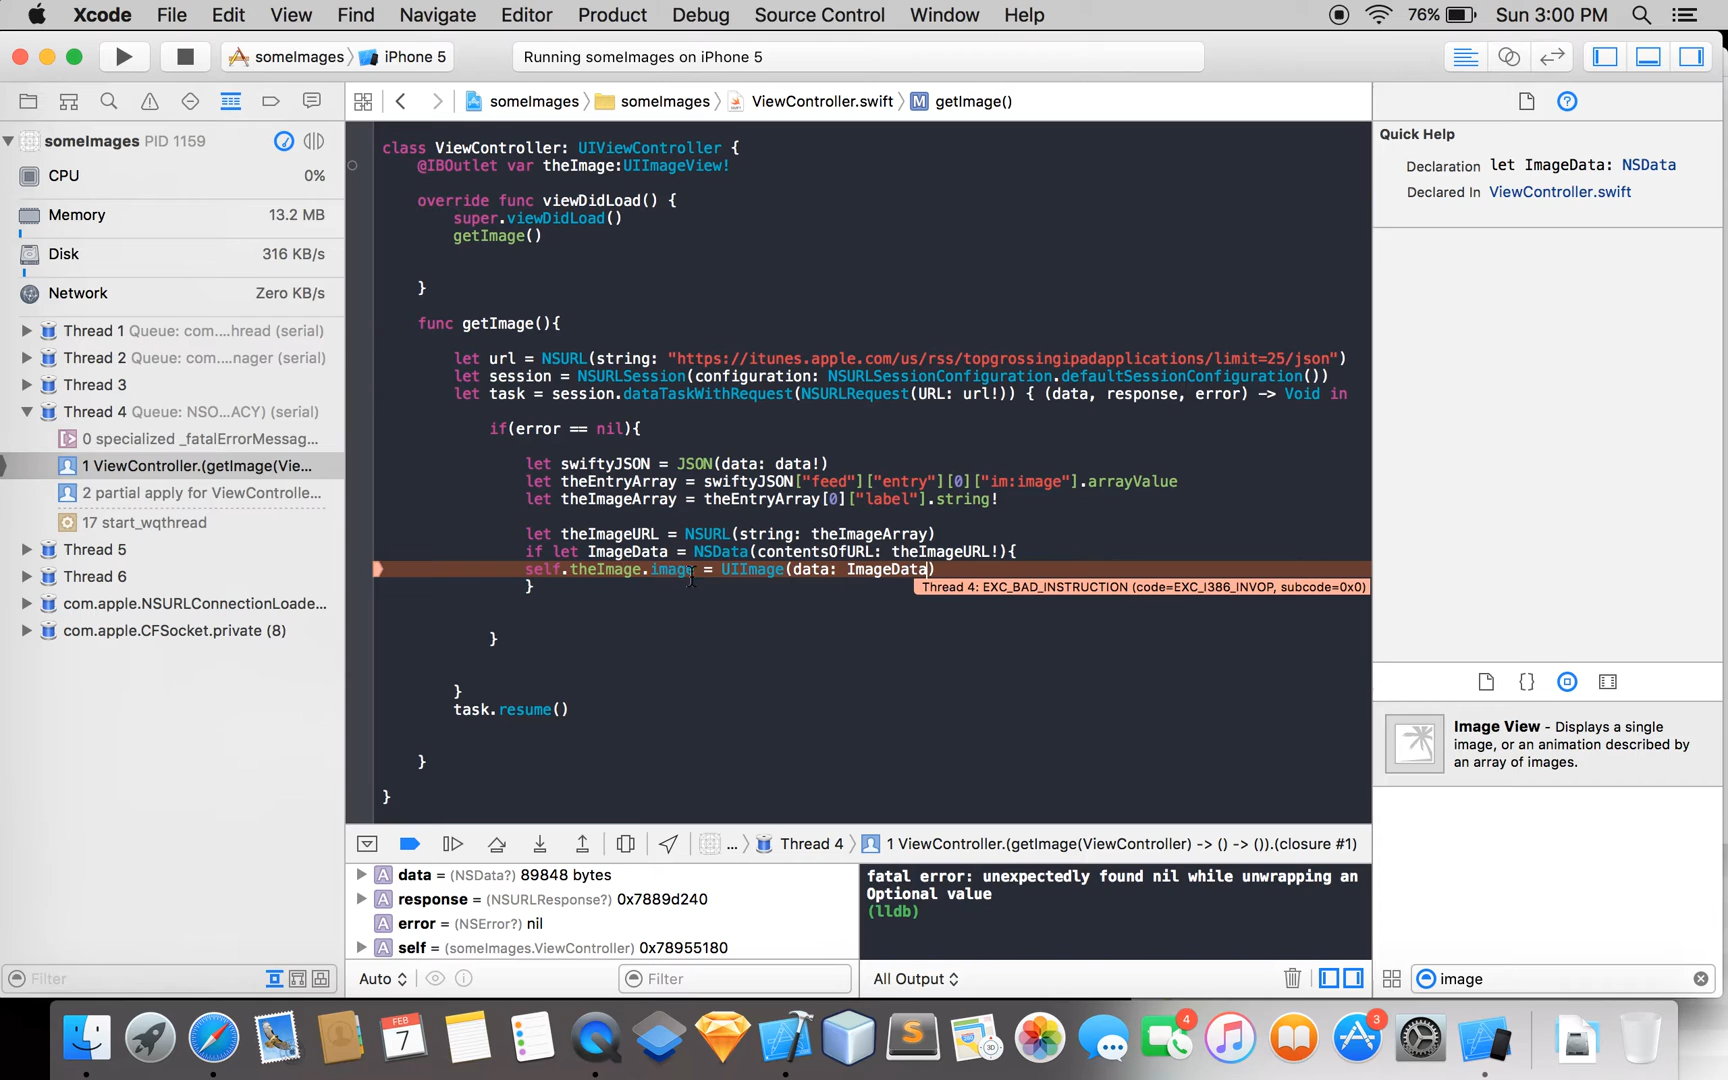 Xcode File Edit View Find Navigate Editor Product Debug Source Control Window Help 76% Sun 3:00 PM
someImages iPhone 5 Running someImages on iPhone 5
someImages someImages ViewController.swift M getImage()
someImages PID 1159
CPU 0%
Memory 13.2 MB
Disk 316 KB/s
Network Zero KB/s
Thread 1 Queue: com....hread (serial)
Thread 2 Queue: com....nager (serial)
Thread 3
Thread 4 Queue: NSO...ACY) (serial)
0 specialized _fatalErrorMessag...
1 ViewController.(getImage(Vie...
2 partial apply for ViewControlle...
17 start_wqthread
Thread 5
Thread 6
com.apple.NSURLConnectionLoade...
com.apple.CFSocket.private (8)
Filter
class ViewController: UIViewController {
@IBOutlet var theImage:UIImageView!
override func viewDidLoad() {
super.viewDidLoad()
getImage()
}
func getImage(){
let url = NSURL(string: "https://itunes.apple.com/us/rss/topgrossingipadapplications/limit=25/json")
let session = NSURLSession(configuration: NSURLSessionConfiguration.defaultSessionConfiguration())
let task = session.dataTaskWithRequest(NSURLRequest(URL: url!)) { (data, response, error) -> Void in
if(error == nil){
let swiftyJSON = JSON(data: data!)
let theEntryArray = swiftyJSON["feed"]["entry"][0]["im:image"].arrayValue
let theImageArray = theEntryArray[0]["label"].string!
let theImageURL = NSURL(string: theImageArray)
if let ImageData = NSData(contentsOfURL: theImageURL!){
self.theImage.image = UIImage(data: ImageData)
Thread 4: EXC_BAD_INSTRUCTION (code=EXC_I386_INVOP, subcode=0x0)
}
}
}
task.resume()
}
}
... Thread 4 1 ViewController.(getImage(ViewController) -> () -> ()).(closure #1)
A data = (NSData?) 89848 bytes
A response = (NSURLResponse?) 0x7889d240
A error = (NSError?) nil
A self = (someImages.ViewController) 0x78955180
Auto Filter
fatal error: unexpectedly found nil while unwrapping an
Optional value
(lldb)
All Output
Quick Help
Declaration let ImageData: NSData
Declared In ViewController.swift
{}
Image View - Displays a single
image, or an animation described by
an array of images.
image
FEB
7
S
4
3